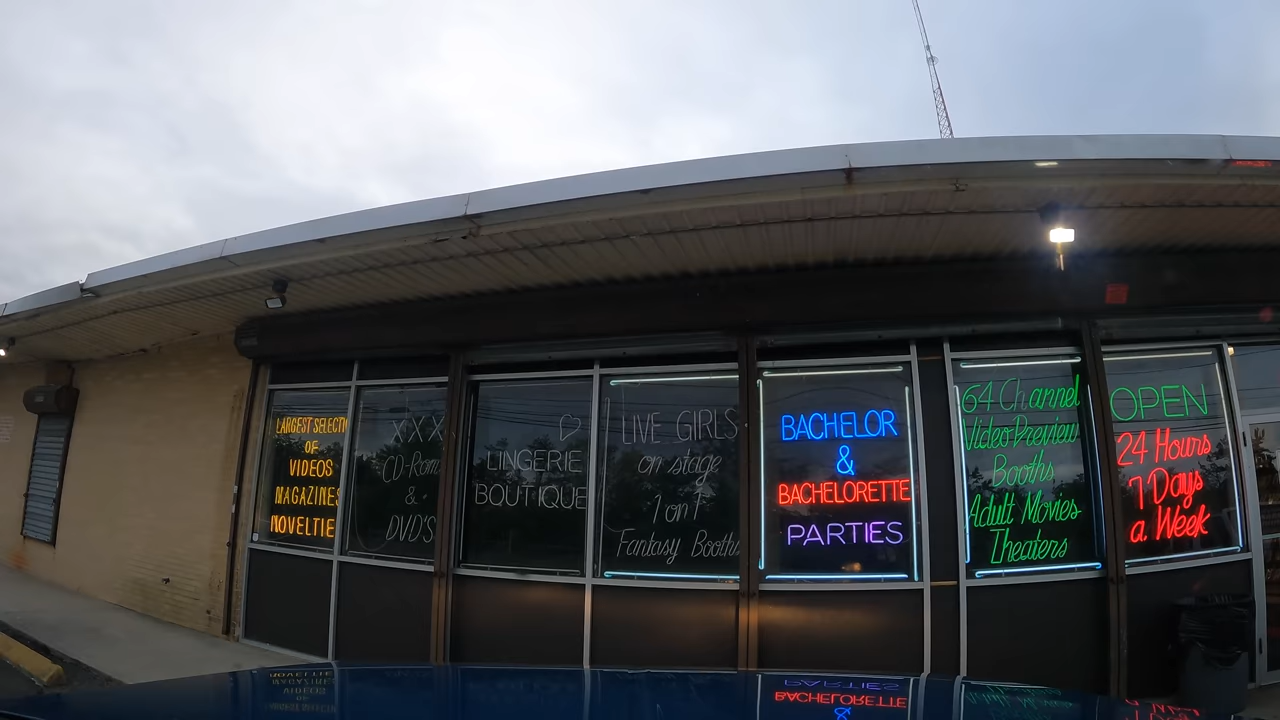 LARGEST SELECTI
OF
VIDEOS
MAGAZINES
NOVELTIE
XXX
CD-Rom
&
DVD'S
LINGERIE
BOUTIQUE
LIVE GIRLS
on stage
1 on 1
Fantasy Booths
BACHELOR
&
BACHELORETTE
PARTIES
64 Channel
Video Preview
Booths
Adult Movies
Theaters
OPEN
24 Hours
7 Days
a Week